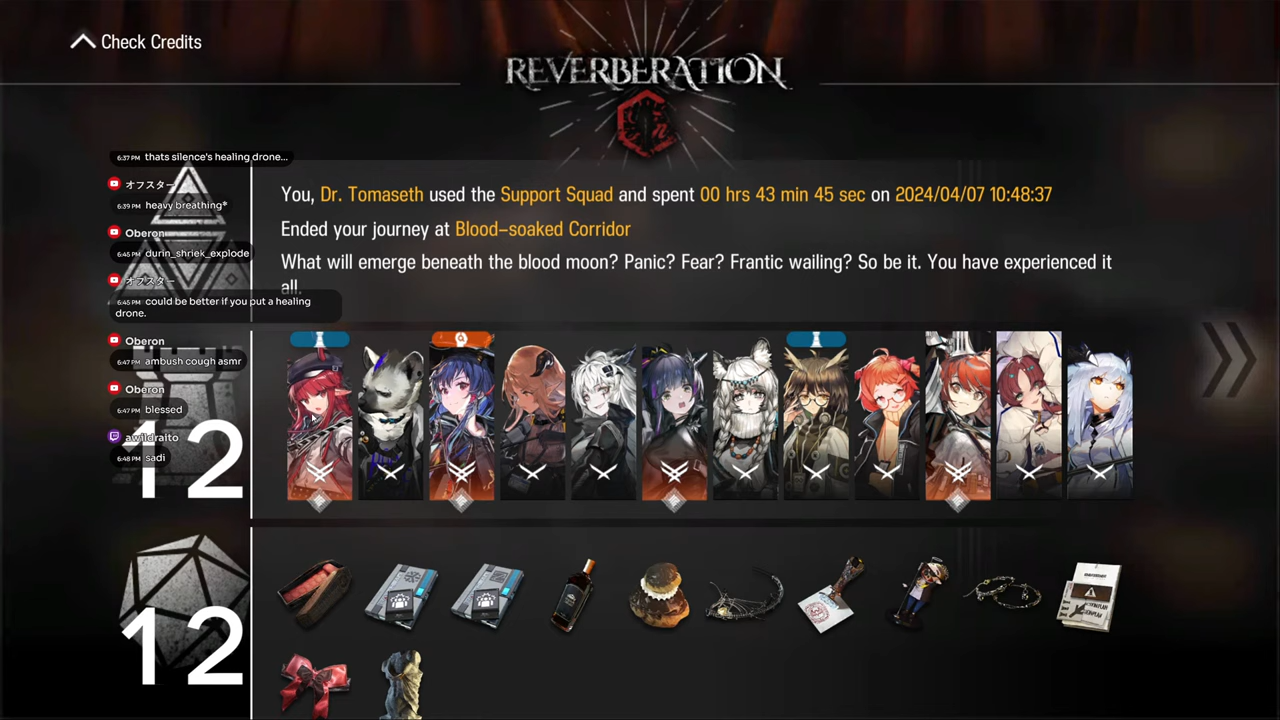 Check Credits
REVERBERATION
You, Dr. Tomaseth used the Support Squad and spent 00 hrs 43 min 45 sec on 2024/04/07 10:48:37
Ended your journey at Blood-soaked Corridor
What will emerge beneath the blood moon? Panic? Fear? Frantic wailing? So be it. You have experienced it
all.
6:37 PM thats silence's healing drone...
オフスター
6:39 PM heavy breathing*
Oberon
6:45 PM durin_shriek_explode
オフスター
6:45 PM could be better if you put a healing
drone.
Oberon
6:47 PM ambush cough asmr
Oberon
6:47 PM blessed
awildraito
6:48 PM sadi
12
12